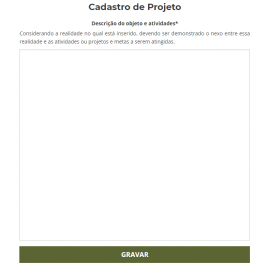 Cadastro de Projeto
Descrição do objeto e atividades*
Considerando a realidade no qual está inserido, devendo ser demonstrado o nexo entre essa
realidade e as atividades ou projetos e metas a serem atingidas.
GRAVAR